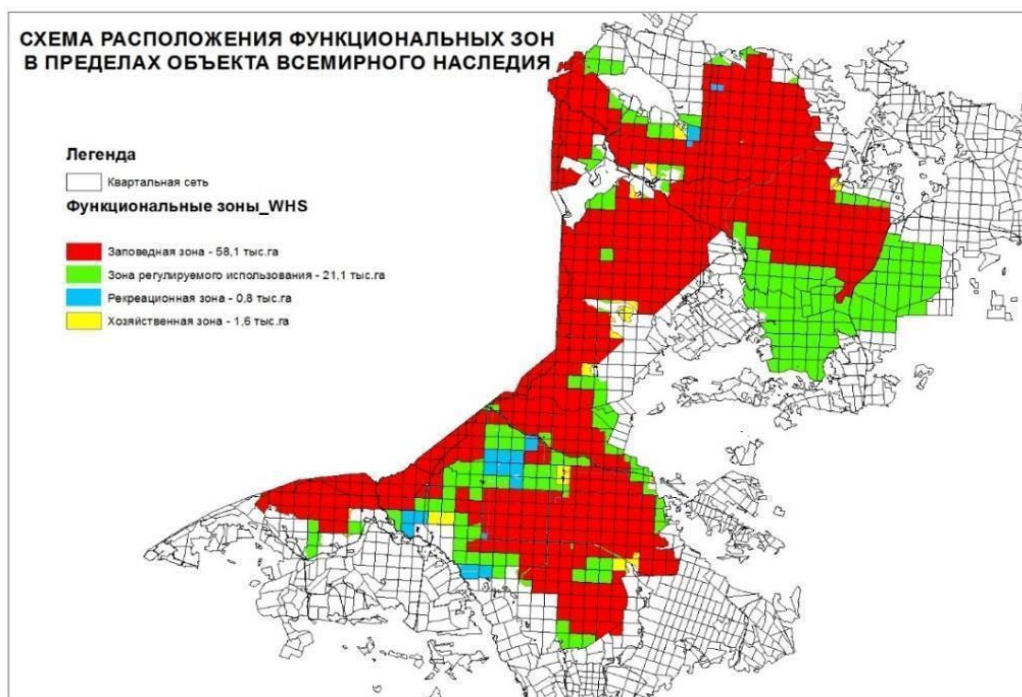 СХЕМА РАСПОЛОЖЕНИЯ ФУНКЦИОНАЛЬНЫХ ЗОН
В ПРЕДЕЛАХ ОБЪЕКТА ВСЕМИРНОГО НАСЛЕДИЯ
Легенда
Квартальная сеть
Функциональные зоны_WHS
Заповедная зона - 58,1 тыс.га
Зона регулируемого использования - 21,1 тыс.га
Рекреационная зона - 0,8 тыс.га
Хозяйственная зона - 1,6 тыс.га